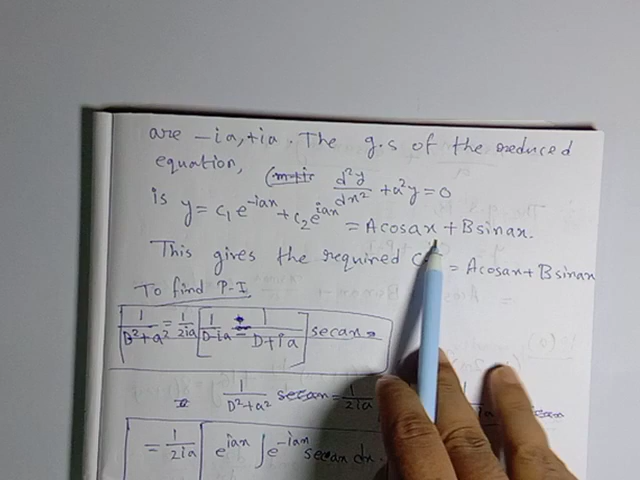 are -ia, +ia. The g.s of the reduced
equation, d²y/dx² + a²y = 0
is y = c₁e^-iax + c₂e^iax = Acosax + Bsinax.
This gives the required = Acosax + Bsinax
To find P-I
1/D²+a² = 1/2ia [1/D-ia - 1/D+ia] secax =
= 1/D²+a² secax = 1/2ia
= 1/2ia [e^iax ∫e^-iax secax dx.